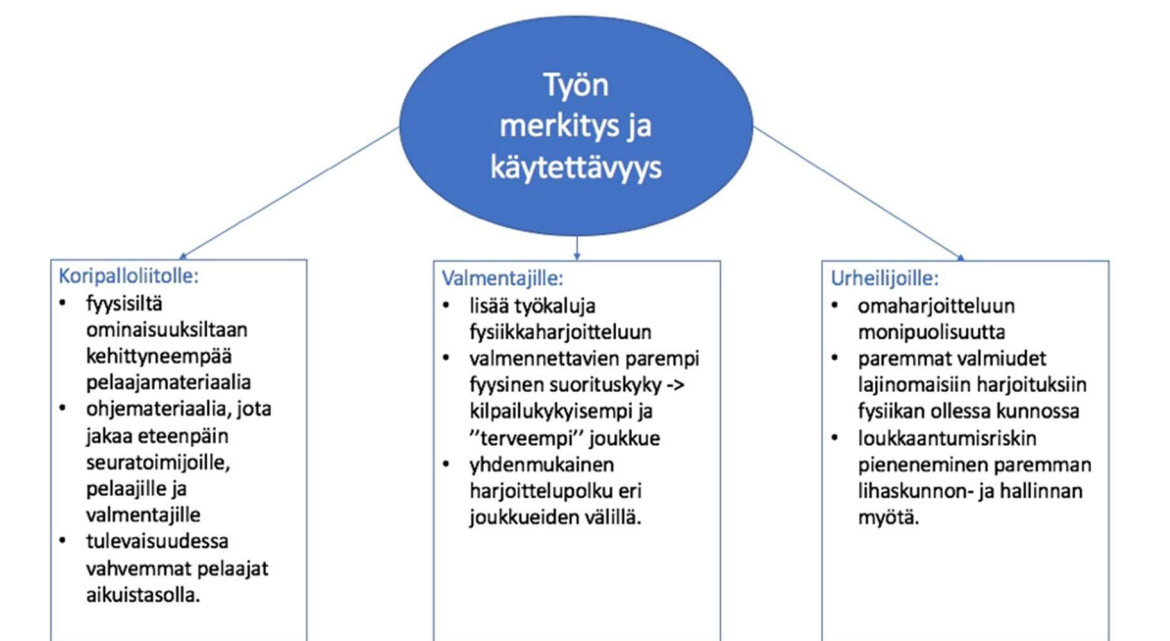 Työn
merkitys ja
käytettävyys
Koripalloliitolle:
• fyysisiltä
ominaisuuksiltaan
kehittyneempää
pelaajamateriaalia
• ohjemateriaalia, jota
jakaa eteenpäin
seuratoimijoille,
pelaajille ja
valmentajille
• tulevaisuudessa
vahvemmat pelaajat
aikuistasolla.
Valmentajille:
• lisää työkaluja
fysiikkaharjoitteluun
• valmennettavien parempi
fyysinen suorituskyky ->
kilpailukykyisempi ja
’’terveempi’’ joukkue
• yhdenmukainen
harjoittelupolku eri
joukkueiden välillä.
Urheilijoille:
• omaharjoitteluun
monipuolisuutta
• paremmat valmiudet
lajinomaisiin harjoituksiin
fysiikan ollessa kunnossa
• loukkaantumisriskin
pieneneminen paremman
lihaskunnon- ja hallinnan
myötä.